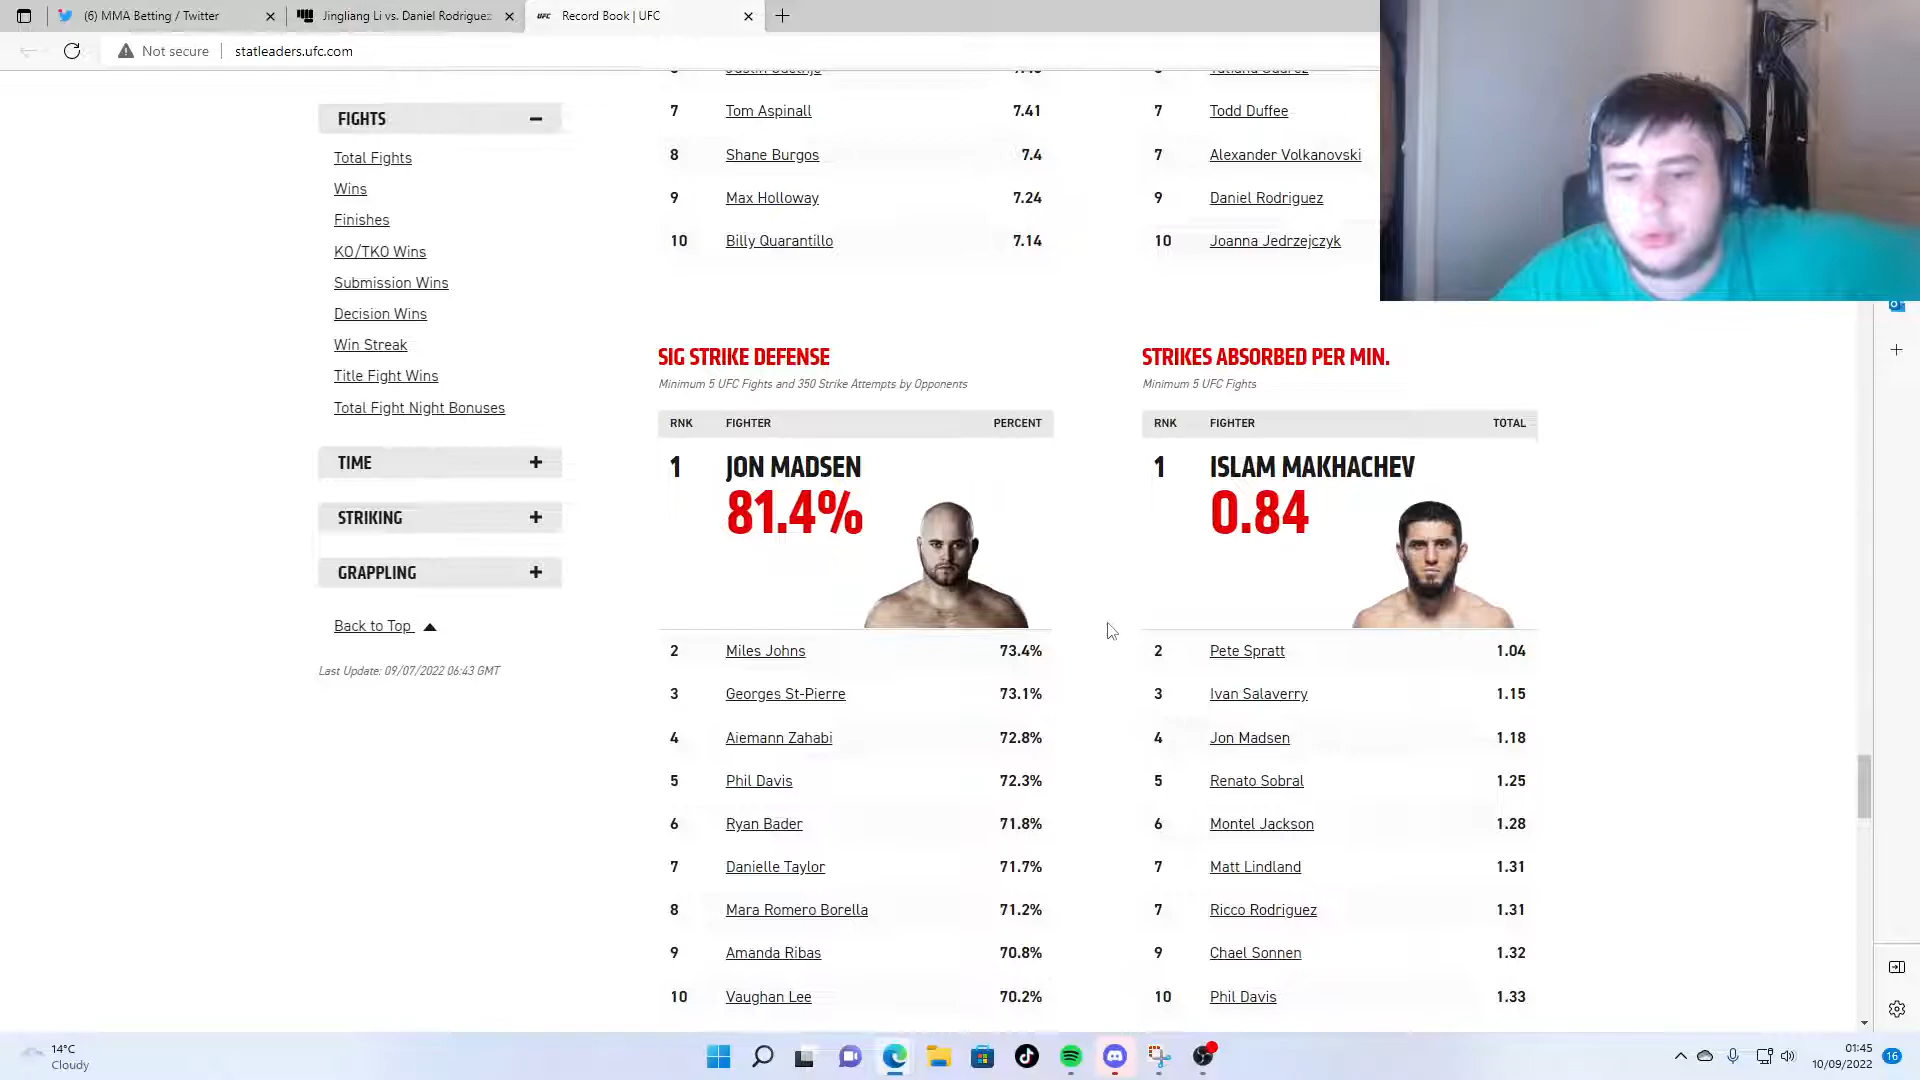 (6) MMA Betting / Twitter
Jingliang Li vs. Daniel Rodriguez
UFC Record Book | UFC
Not secure statleaders.ufc.com
FIGHTS
Total Fights
Wins
Finishes
KO/TKO Wins
Submission Wins
Decision Wins
Win Streak
Title Fight Wins
Total Fight Night Bonuses
TIME
STRIKING
GRAPPLING
Back to Top
Last Update: 09/07/2022 06:43 GMT
7 Tom Aspinall 7.41
8 Shane Burgos 7.4
9 Max Holloway 7.24
10 Billy Quarantillo 7.14
7 Todd Duffee
7 Alexander Volkanovski
9 Daniel Rodriguez
10 Joanna Jedrzejczyk
SIG STRIKE DEFENSE
Minimum 5 UFC Fights and 350 Strike Attempts by Opponents
RNK FIGHTER PERCENT
1 JON MADSEN
81.4%
2 Miles Johns 73.4%
3 Georges St-Pierre 73.1%
4 Aiemann Zahabi 72.8%
5 Phil Davis 72.3%
6 Ryan Bader 71.8%
7 Danielle Taylor 71.7%
8 Mara Romero Borella 71.2%
9 Amanda Ribas 70.8%
10 Vaughan Lee 70.2%
STRIKES ABSORBED PER MIN.
Minimum 5 UFC Fights
RNK FIGHTER TOTAL
1 ISLAM MAKHACHEV
0.84
2 Pete Spratt 1.04
3 Ivan Salaverry 1.15
4 Jon Madsen 1.18
5 Renato Sobral 1.25
6 Montel Jackson 1.28
7 Matt Lindland 1.31
7 Ricco Rodriguez 1.31
9 Chael Sonnen 1.32
10 Phil Davis 1.33
14°C
Cloudy
01:45
10/09/2022
16